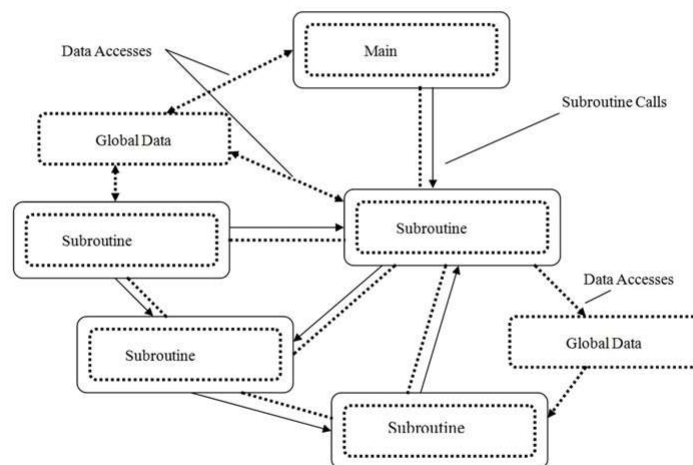 Main
Data Accesses
Subroutine Calls
Global Data
Subroutine
Subroutine
Data Accesses
Subroutine
Global Data
Subroutine